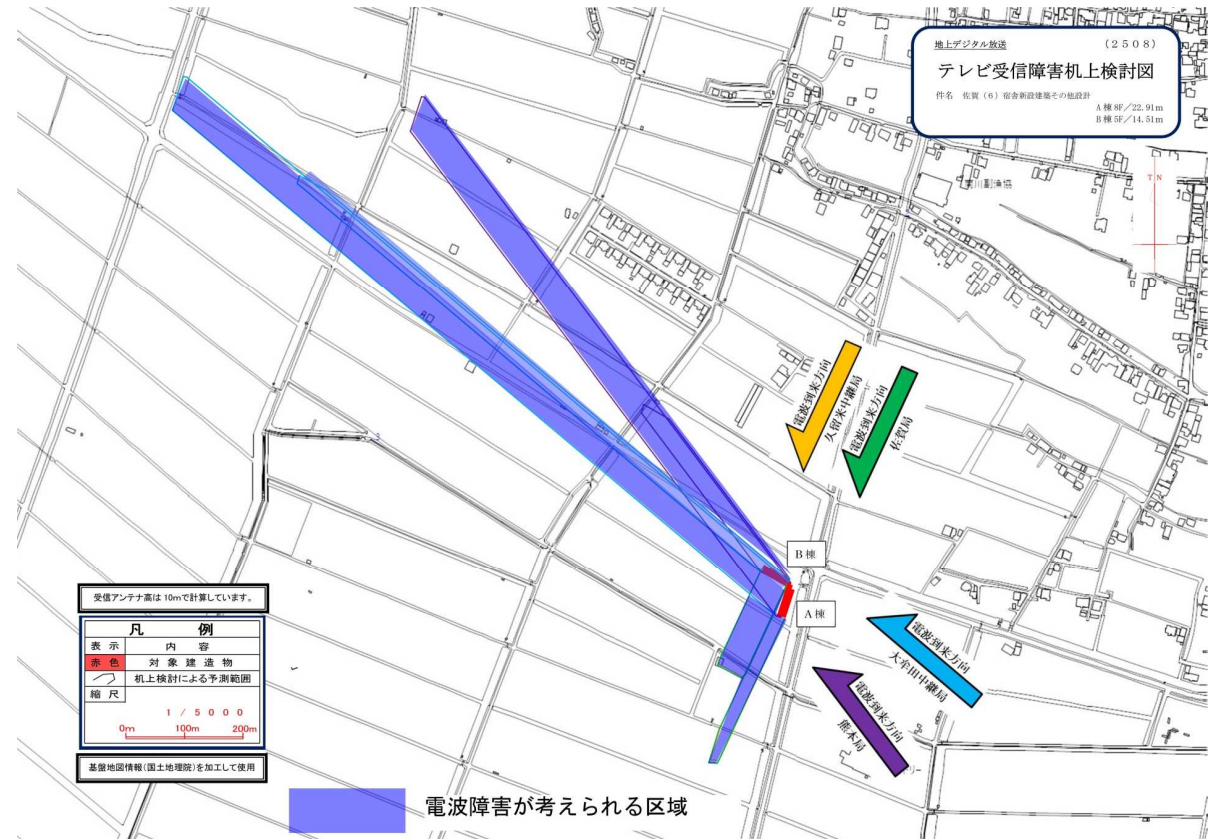 地上デジタル放送 (2508)
テレビ受信障害机上検討図
件名 佐賀(6)宿舎新設建築その他設計
A棟 8F/22.91m
B棟 5F/14.51m
T N
電波到来方向
久留米中継局
電波到来方向
佐賀局
B棟
A棟
電波到来方向
大牟田中継局
電波到来方向
熊本局
受信アンテナ高は10mで計算しています。
凡 例
表 示 内 容
赤 色 対 象 建 造 物
机上検討による予測範囲
縮 尺
1 / 5 0 0 0
0m 100m 200m
基盤地図情報(国土地理院)を加工して使用
電波障害が考えられる区域